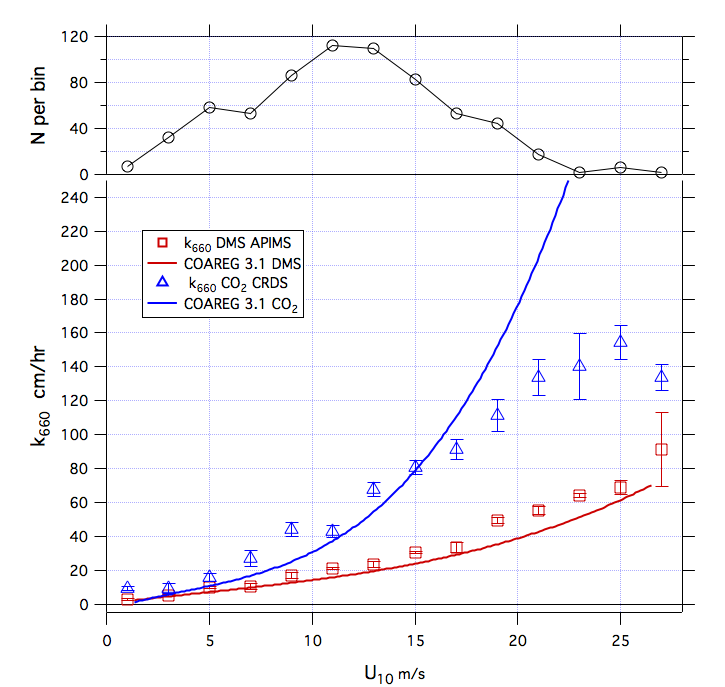 120
80
40
0
N per bin
240
220
200
180
160
140
120
100
80
60
40
20
0
k660 cm/hr
k660 DMS APIMS
COAREG 3.1 DMS
k660 CO2 CRDS
COAREG 3.1 CO2
0 5 10 15 20 25
U10 m/s